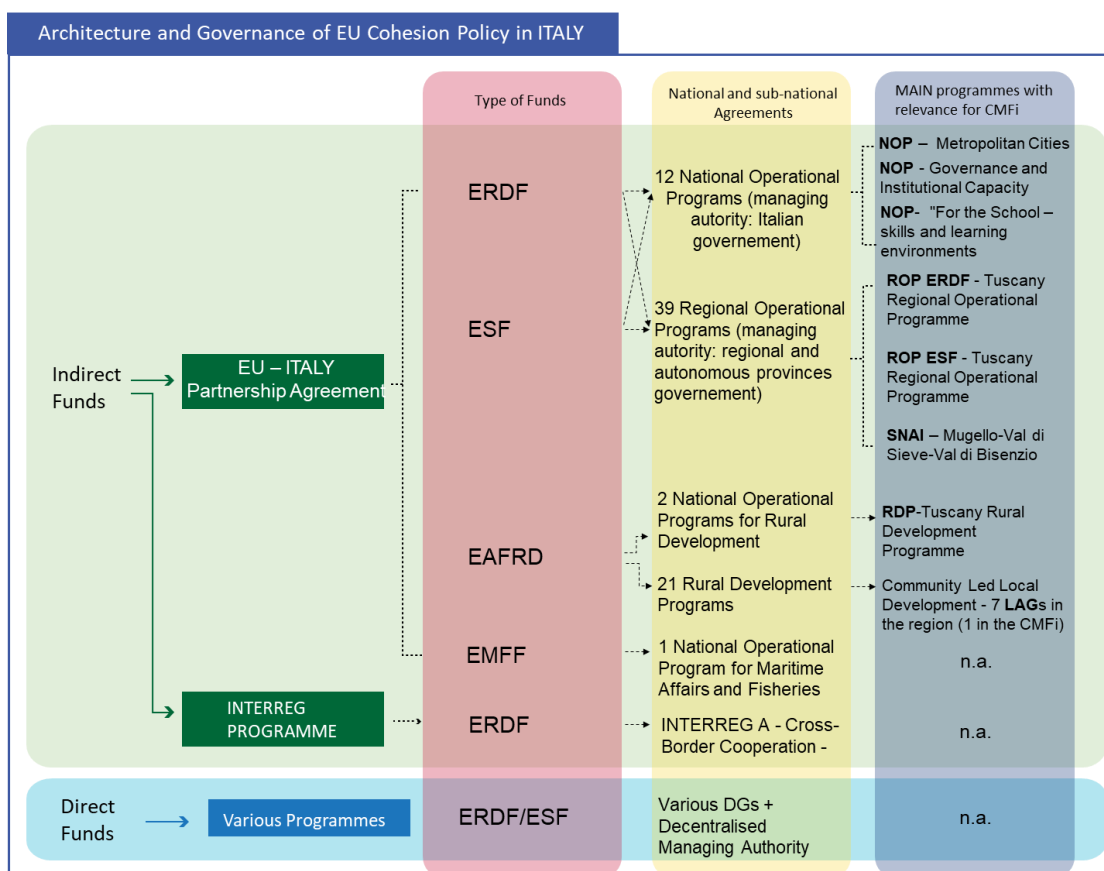 Architecture and Governance of EU Cohesion Policy in ITALY
Type of Funds
National and sub-national
Agreements
MAIN programmes with
relevance for CMFi
Indirect
Funds
EU – ITALY
Partnership Agreement
ERDF
12 National Operational
Programs (managing
autority: Italian
governement)
NOP – Metropolitan Cities
NOP - Governance and
Institutional Capacity
NOP- "For the School –
skills and learning
environments
ESF
39 Regional Operational
Programs (managing
autority: regional and
autonomous provinces
governement)
ROP ERDF - Tuscany
Regional Operational
Programme
ROP ESF - Tuscany
Regional Operational
Programme
SNAI – Mugello-Val di
Sieve-Val di Bisenzio
EAFRD
2 National Operational
Programs for Rural
Development
RDP-Tuscany Rural
Development
Programme
21 Rural Development
Programs
Community Led Local
Development - 7 LAGs in
the region (1 in the CMFi)
EMFF
1 National Operational
Program for Maritime
Affairs and Fisheries
n.a.
INTERREG
PROGRAMME
ERDF
INTERREG A - Cross-
Border Cooperation -
n.a.
Direct
Funds
Various Programmes
ERDF/ESF
Various DGs +
Decentralised
Managing Authority
n.a.